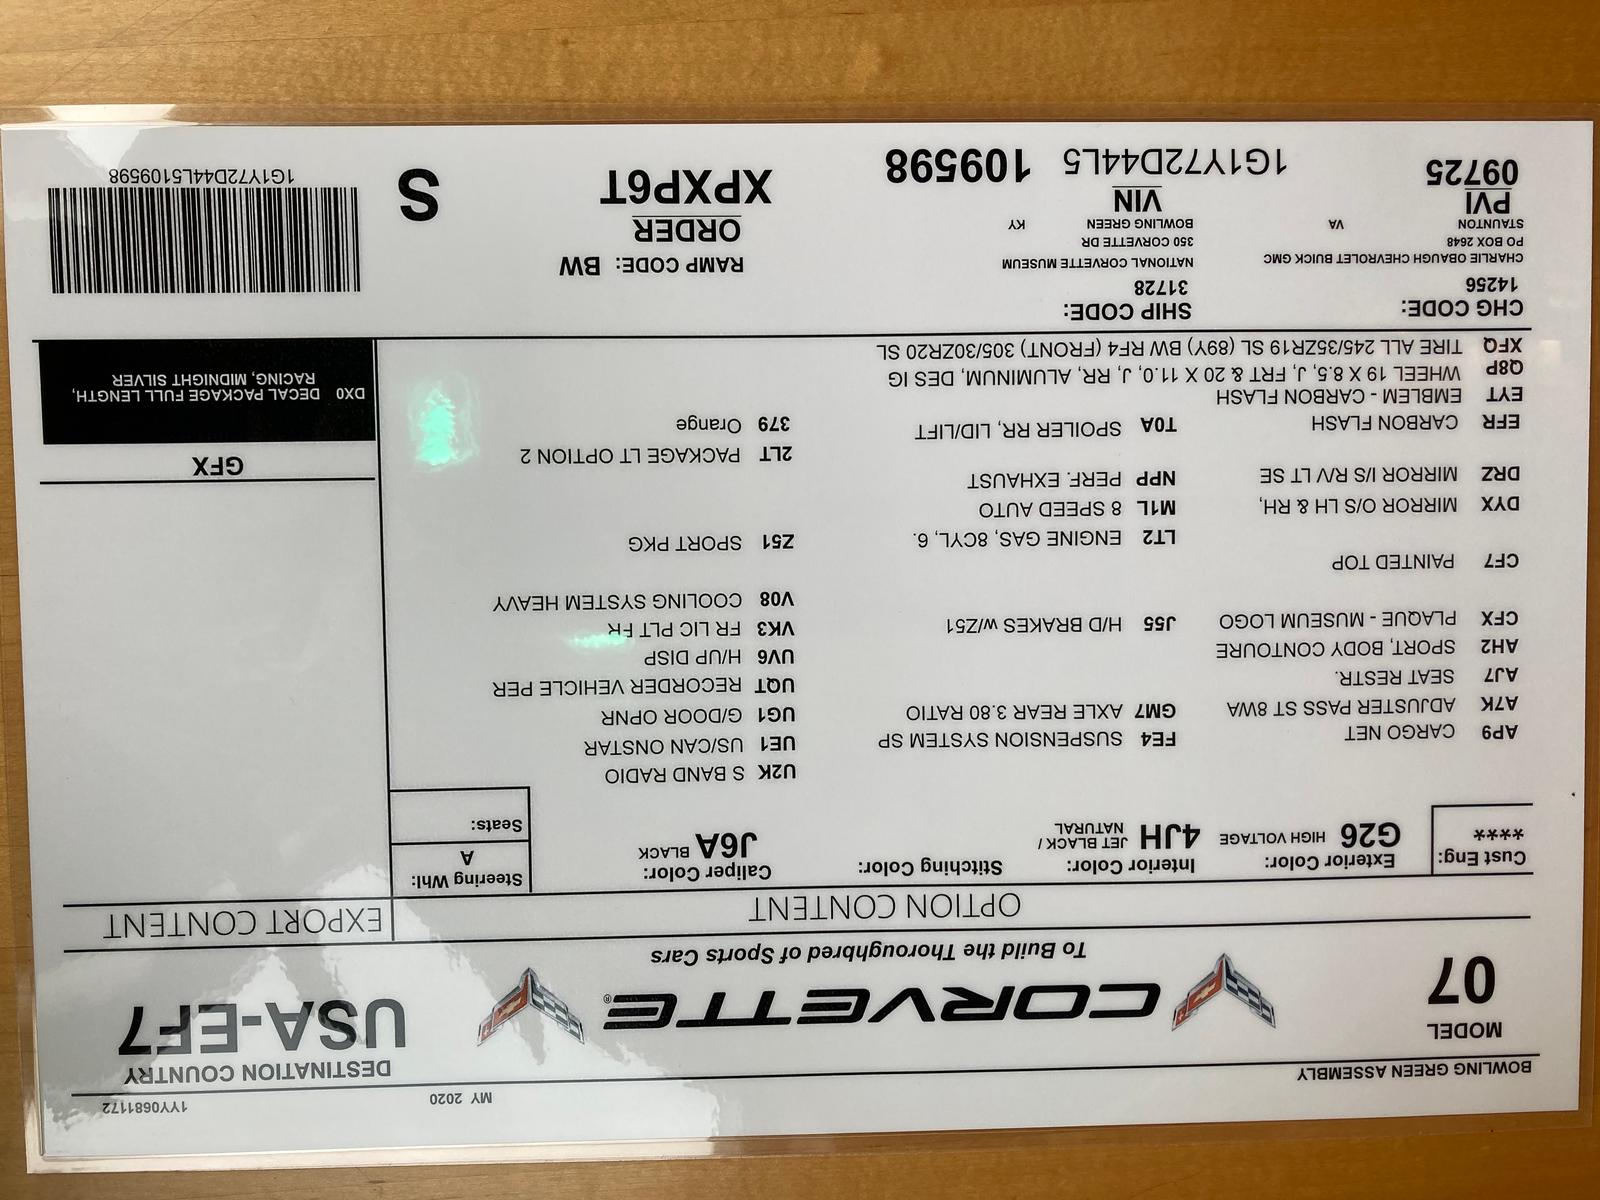 1YY0681172
MY 2020
BOWLING GREEN ASSEMBLY
MODEL
07
CORVETTE®
To Build the Thoroughbred of Sports Cars
DESTINATION COUNTRY
USA-EF7
OPTION CONTENT
EXPORT CONTENT
Cust Eng:
****
Exterior Color:
G26 HIGH VOLTAGE
Interior Color:
4JH JET BLACK /
NATURAL
Stitching Color:
Caliper Color:
J6A BLACK
Steering Whl:
A
Seats:
AP9 CARGO NET
A7K ADJUSTER PASS ST 8WA
AJ7 SEAT RESTR.
AH2 SPORT, BODY CONTOURE
CFX PLAQUE - MUSEUM LOGO
CF7 PAINTED TOP
DYX MIRROR O/S LH & RH,
DRZ MIRROR I/S R/V LT SE
EFR CARBON FLASH
EYT EMBLEM - CARBON FLASH
Q8P WHEEL 19 X 8.5, J, FRT & 20 X 11.0, J, RR, ALUMINUM, DES IG
XFQ TIRE ALL 245/35ZR19 SL (89Y) BW RF4 (FRONT) 305/30ZR20 SL
FE4 SUSPENSION SYSTEM SP
GM7 AXLE REAR 3.80 RATIO
J55 H/D BRAKES w/Z51
LT2 ENGINE GAS, 8CYL, 6.
M1L 8 SPEED AUTO
NPP PERF. EXHAUST
T0A SPOILER RR, LID/LIFT
U2K S BAND RADIO
UE1 US/CAN ONSTAR
UG1 G/DOOR OPNR
UQT RECORDER VEHICLE PER
UV6 H/UP DISP
VK3 FR LIC PLT FR
V08 COOLING SYSTEM HEAVY
Z51 SPORT PKG
2LT PACKAGE LT OPTION 2
379 Orange
GFX
DX0 DECAL PACKAGE FULL LENGTH,
RACING, MIDNIGHT SILVER
CHG CODE:
14256
CHARLIE OBAUGH CHEVROLET BUICK GMC
PO BOX 2648
STAUNTON VA
PVI
09725
SHIP CODE:
31728
NATIONAL CORVETTE MUSEUM
350 CORVETTE DR
BOWLING GREEN KY
VIN
1G1Y72D44L5 109598
RAMP CODE: BW
ORDER
XPXP6T
S
1G1Y72D44L5109598